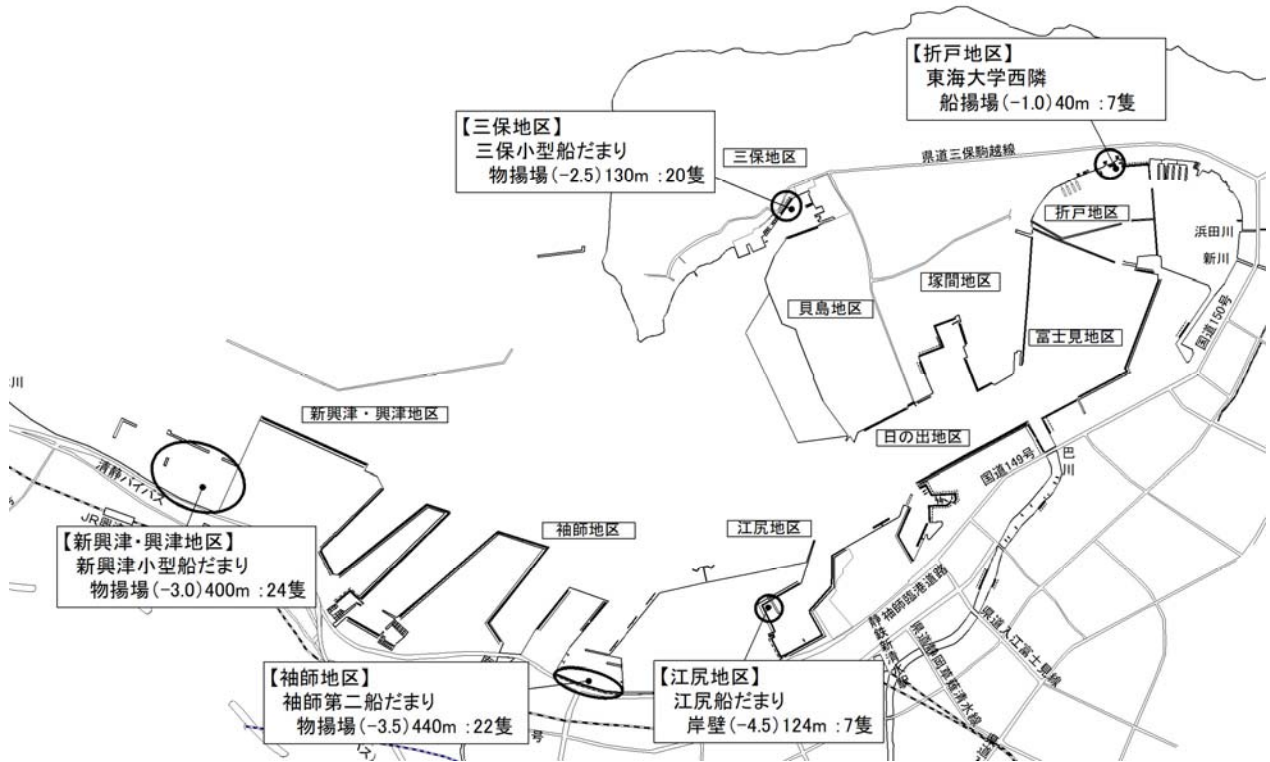 【折戸地区】
東海大学西隣
船揚場(-1.0)40m:7隻
【三保地区】
三保小型船だまり
物揚場(-2.5)130m:20隻
三保地区
県道三保駒越線
折戸地区
浜田川
新川
国道150号
塚間地区
貝島地区
富士見地区
新興津・興津地区
日の出地区
国道149号
巴川
川
清静バイパス
袖師地区
江尻地区
【新興津・興津地区】
新興津小型船だまり
物揚場(-3.0)400m:24隻
袖師臨港道路
県道入江富士見線
【袖師地区】
袖師第二船だまり
物揚場(-3.5)440m:22隻
【江尻地区】
江尻船だまり
岸壁(-4.5)124m:7隻
号